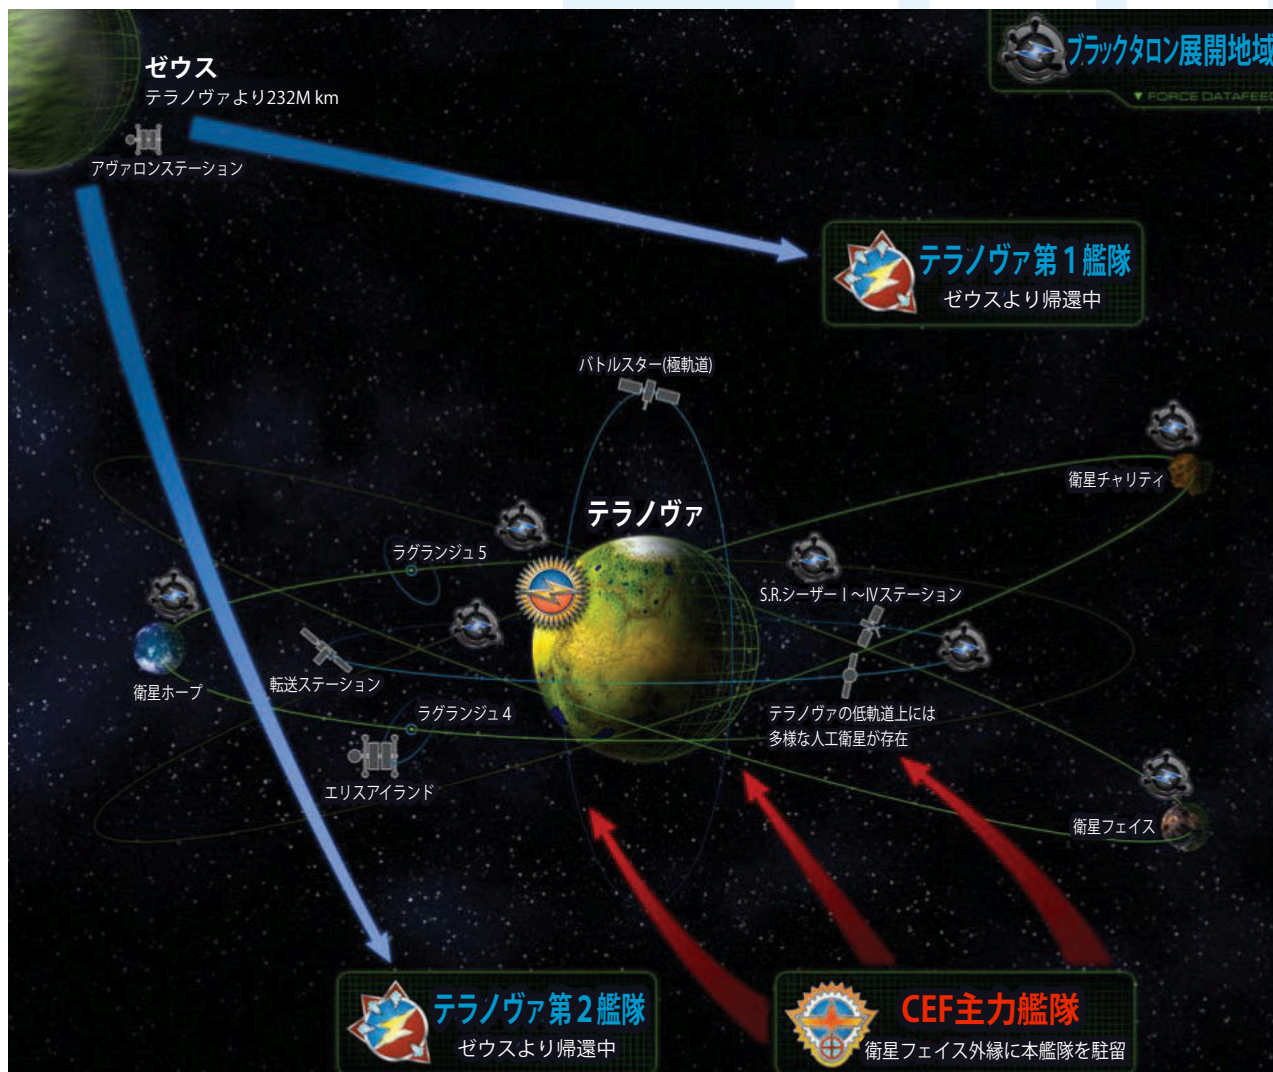 ゼウス
テラノヴァより232M km
アヴァロンステーション
ブラックタロン展開地域
▼ FORCE DATAFEED
テラノヴァ第1艦隊
ゼウスより帰還中
バトルスター(極軌道)
衛星チャリティ
テラノヴァ
ラグランジュ5
S.R.シーザーⅠ~Ⅳステーション
衛星ホープ
転送ステーション
ラグランジュ4
テラノヴァの低軌道上には
多様な人工衛星が存在
エリスアイランド
衛星フェイス
テラノヴァ第2艦隊
ゼウスより帰還中
CEF主力艦隊
衛星フェイス外縁に本艦隊を駐留